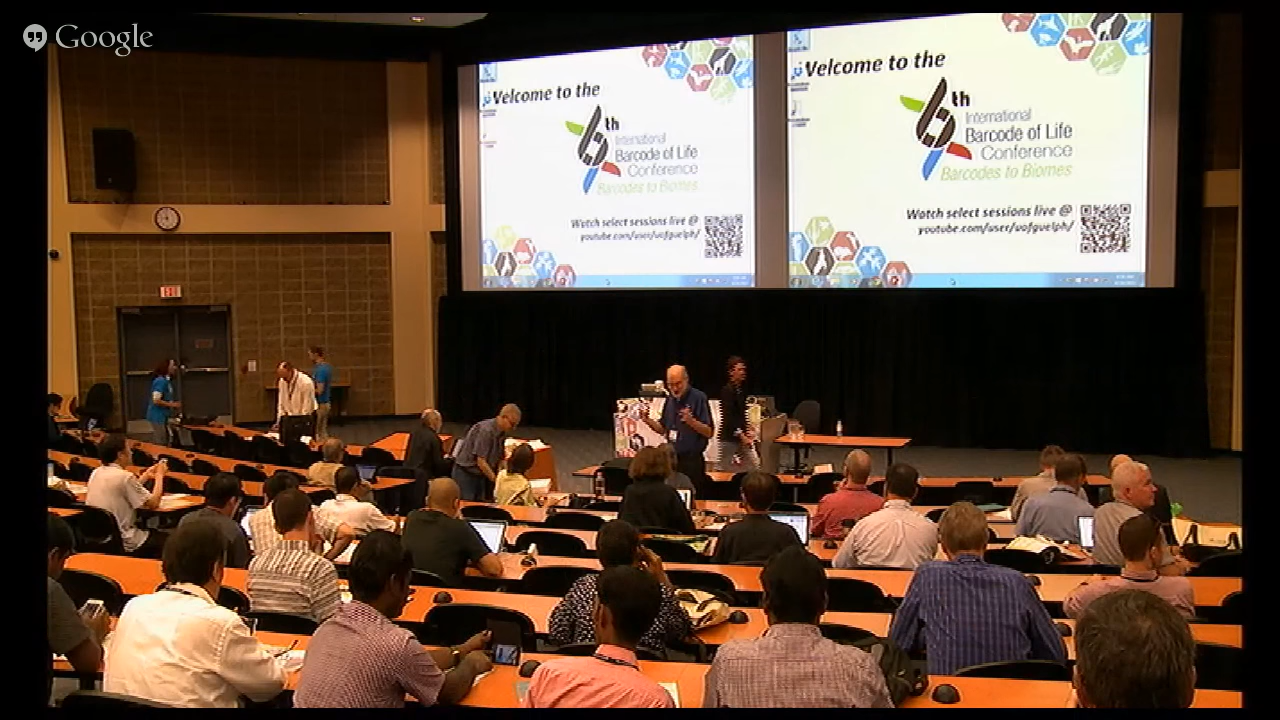 Google
Welcome to the
6th
International
Barcode of Life
Conference
Barcodes to Biomes
Watch select sessions live @
youtube.com/user/uofguelph/
Welcome to the
6th
International
Barcode of Life
Conference
Barcodes to Biomes
Watch select sessions live @
youtube.com/user/uofguelph/
EXIT